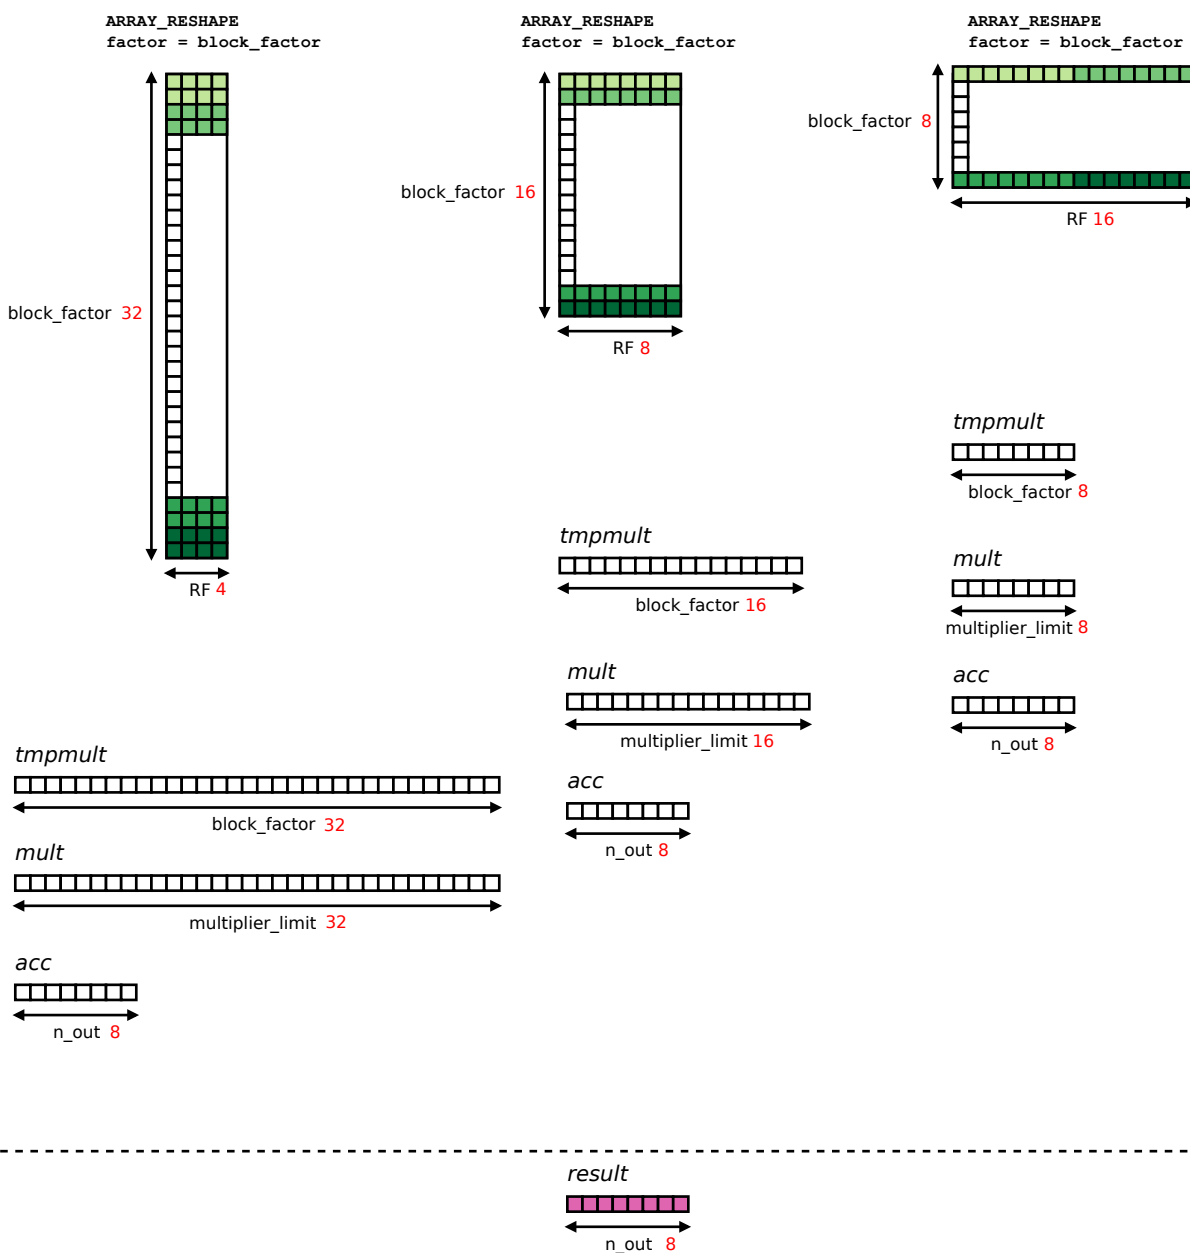 ARRAY_RESHAPE
factor = block_factor
block_factor 32
RF 4
tmpmult
block_factor 32
mult
multiplier_limit 32
acc
n_out 8
ARRAY_RESHAPE
factor = block_factor
block_factor 16
RF 8
tmpmult
block_factor 16
mult
multiplier_limit 16
acc
n_out 8
ARRAY_RESHAPE
factor = block_factor
block_factor 8
RF 16
tmpmult
block_factor 8
mult
multiplier_limit 8
acc
n_out 8
result
n_out 8